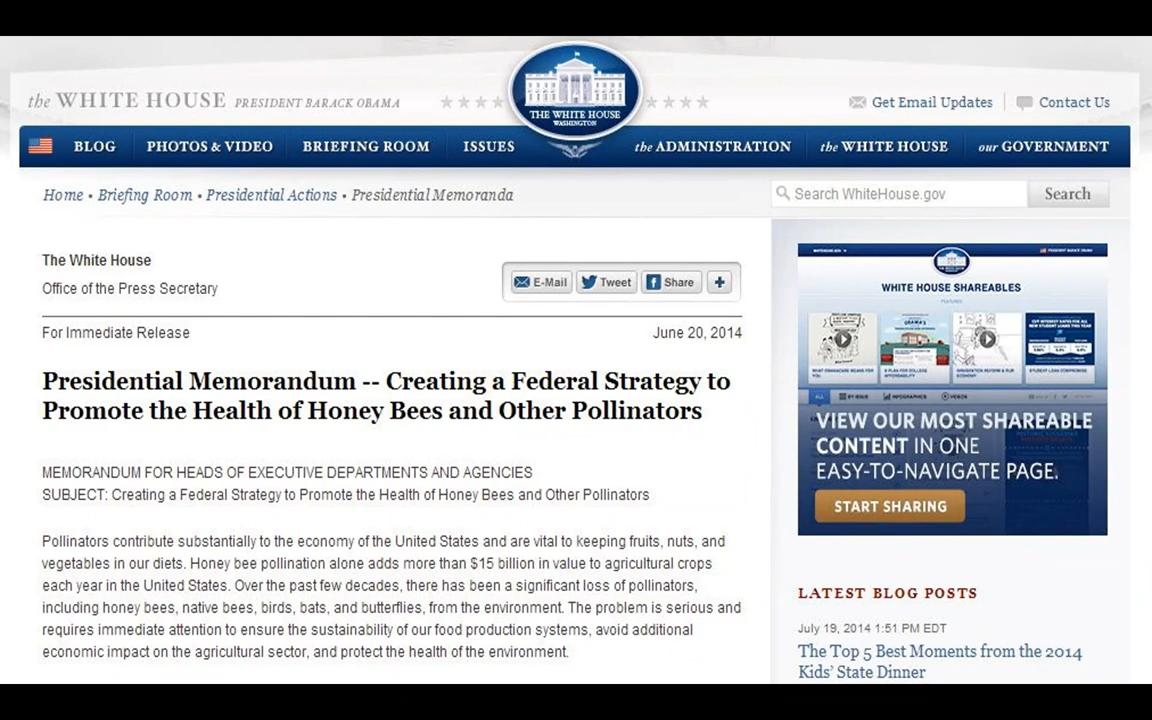 the WHITE HOUSE PRESIDENT BARACK OBAMA
THE WHITE HOUSE
WASHINGTON
Get Email Updates
Contact Us
BLOG PHOTOS & VIDEO BRIEFING ROOM ISSUES the ADMINISTRATION the WHITE HOUSE our GOVERNMENT
Home • Briefing Room • Presidential Actions • Presidential Memoranda
Search WhiteHouse.gov
Search
The White House
Office of the Press Secretary
E-Mail Tweet Share +
For Immediate Release
June 20, 2014
Presidential Memorandum -- Creating a Federal Strategy to
Promote the Health of Honey Bees and Other Pollinators
MEMORANDUM FOR HEADS OF EXECUTIVE DEPARTMENTS AND AGENCIES
SUBJECT: Creating a Federal Strategy to Promote the Health of Honey Bees and Other Pollinators
Pollinators contribute substantially to the economy of the United States and are vital to keeping fruits, nuts, and
vegetables in our diets. Honey bee pollination alone adds more than $15 billion in value to agricultural crops
each year in the United States. Over the past few decades, there has been a significant loss of pollinators,
including honey bees, native bees, birds, bats, and butterflies, from the environment. The problem is serious and
requires immediate attention to ensure the sustainability of our food production systems, avoid additional
economic impact on the agricultural sector, and protect the health of the environment.
WHITE HOUSE SHAREABLES
VIEW OUR MOST SHAREABLE
CONTENT IN ONE
EASY-TO-NAVIGATE PAGE.
START SHARING
LATEST BLOG POSTS
July 19, 2014 1:51 PM EDT
The Top 5 Best Moments from the 2014
Kids' State Dinner